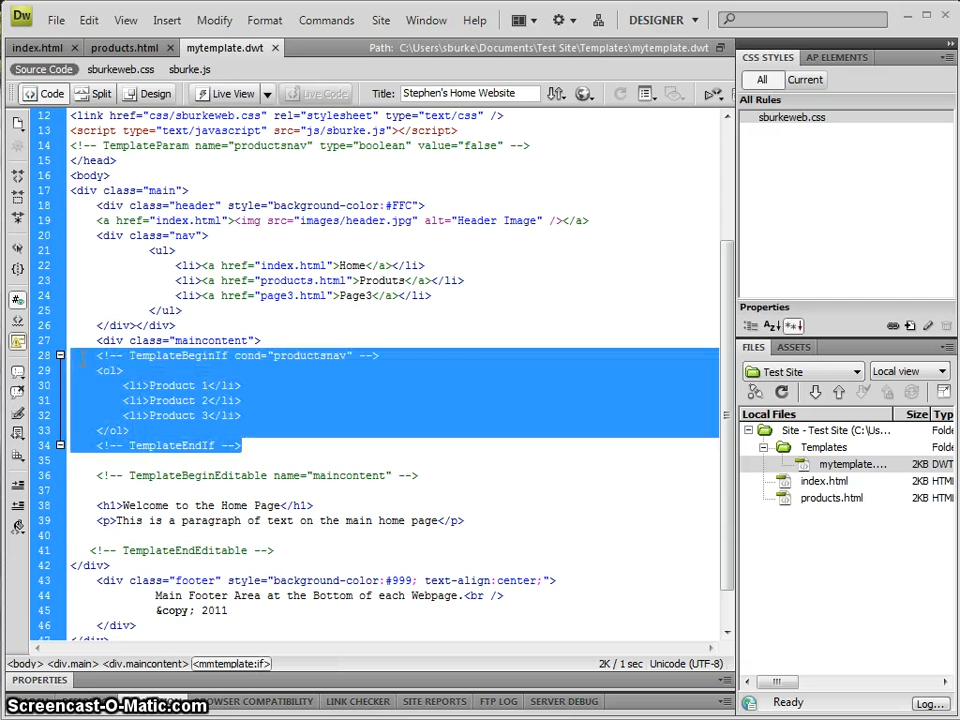 Dw File Edit View Insert Modify Format Commands Site Window Help DESIGNER
index.html products.html mytemplate.dwt Path: C:\Users\sburke\Documents\Test Site\Templates\mytemplate.dwt
Source Code sburkeweb.css sburke.js
Code Split Design Live View Live Code Title: Stephen's Home Website
12 <link href="css/sburkeweb.css" rel="stylesheet" type="text/css" />
13 <script type="text/javascript" src="js/sburke.js"></script>
14 <!-- TemplateParam name="productsnav" type="boolean" value="false" -->
15 </head>
16 <body>
17 <div class="main">
18 <div class="header" style="background-color:#FFC">
19 <a href="index.html"><img src="images/header.jpg" alt="Header Image" /></a>
20 <div class="nav">
21 <ul>
22 <li><a href="index.html">Home</a></li>
23 <li><a href="products.html">Produts</a></li>
24 <li><a href="page3.html">Page3</a></li>
25 </ul>
26 </div></div>
27 <div class="maincontent">
28 <!-- TemplateBeginIf cond="productsnav" -->
29 <ol>
30 <li>Product 1</li>
31 <li>Product 2</li>
32 <li>Product 3</li>
33 </ol>
34 <!-- TemplateEndIf -->
35
36 <!-- TemplateBeginEditable name="maincontent" -->
37
38 <h1>Welcome to the Home Page</h1>
39 <p>This is a paragraph of text on the main home page</p>
40
41 <!-- TemplateEndEditable -->
42 </div>
43 <div class="footer" style="background-color:#999; text-align:center;">
44 Main Footer Area at the Bottom of each Webpage.<br />
45 &copy; 2011
46 </div>
47 </div>
<body> <div.main> <div.maincontent> <mmtemplate:if> 2K / 1 sec Unicode (UTF-8)
PROPERTIES
BROWSER COMPATIBILITY LINK CHECKER SITE REPORTS FTP LOG SERVER DEBUG
Screencast-O-Matic.com
CSS STYLES AP ELEMENTS
All Current
All Rules
sburkeweb.css
Properties
FILES ASSETS
Test Site Local view
Local Files Size Typ
Site - Test Site (C:\Us... Folde
Templates Folde
mytemplate.... 2KB DWT
index.html 2KB HTM
products.html 2KB HTM
Ready Log...